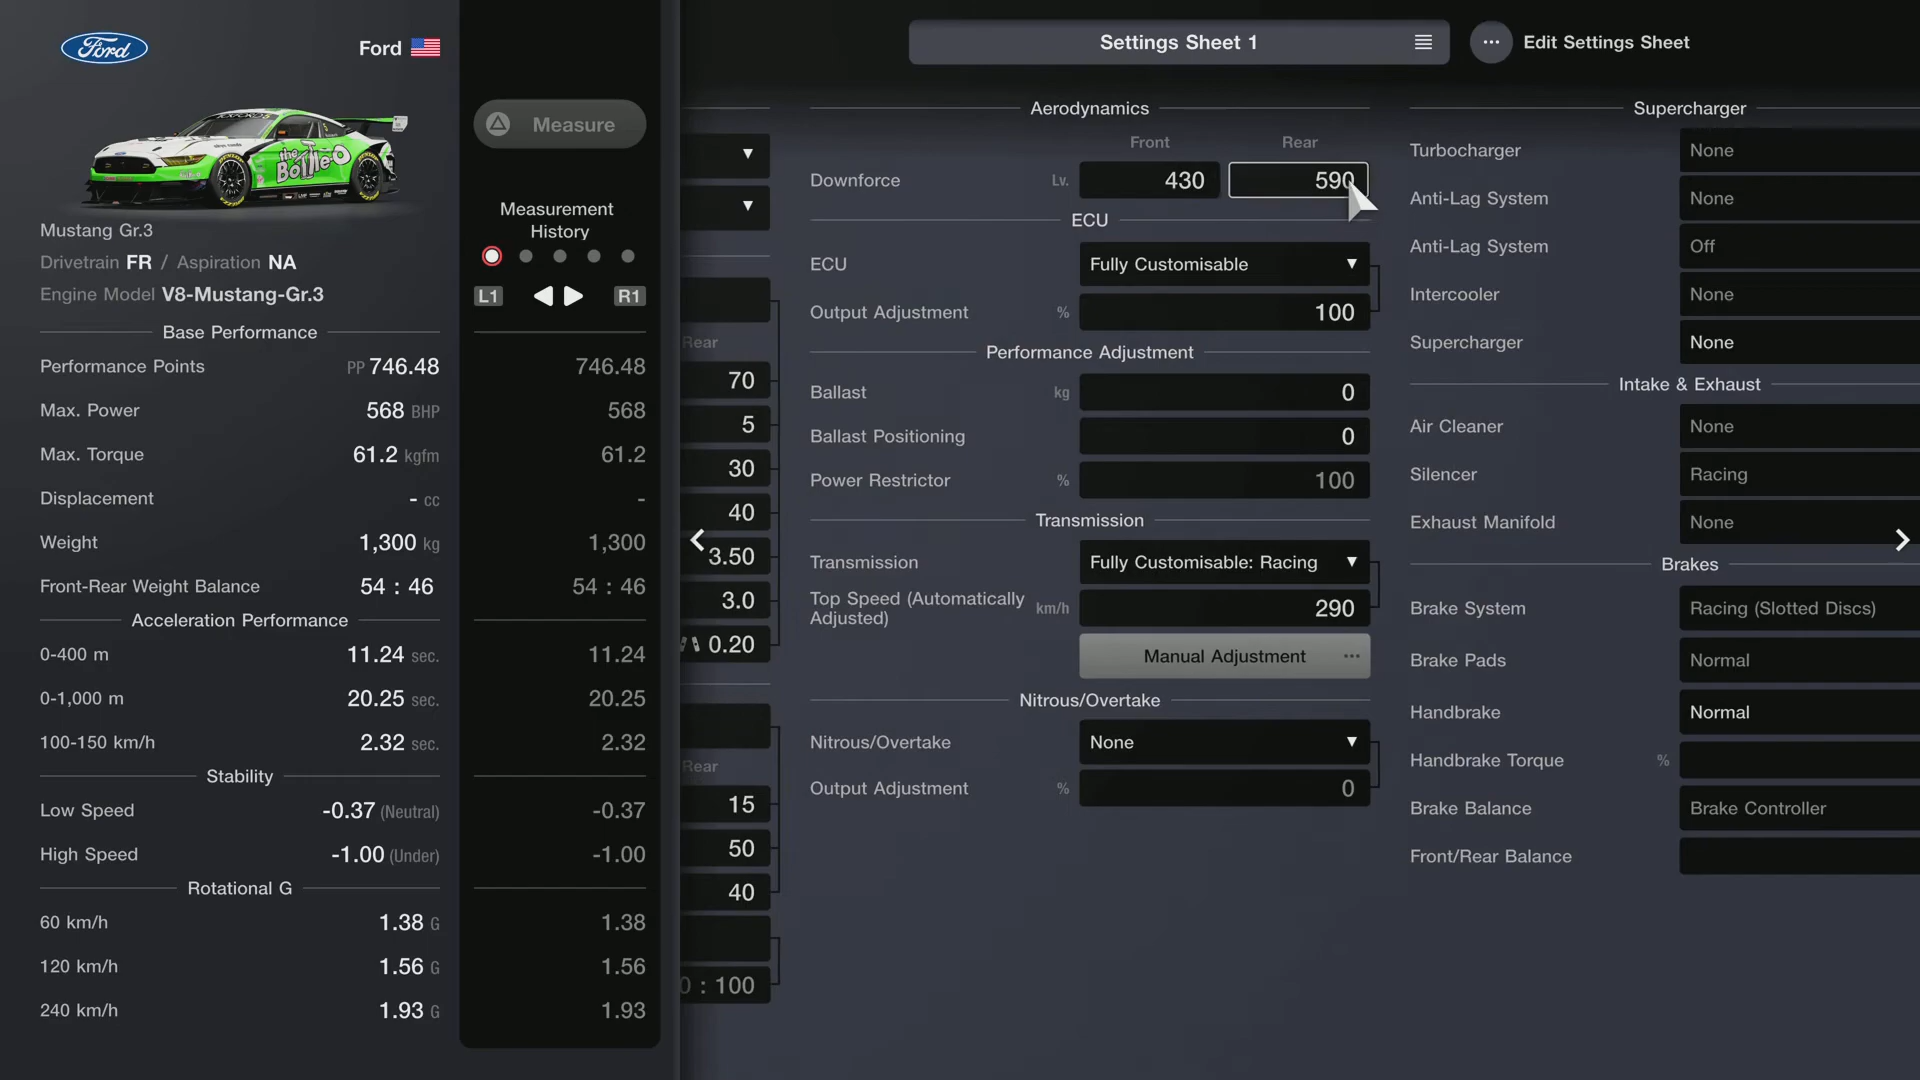 Ford
Ford
Mustang Gr.3
Drivetrain FR / Aspiration NA
Engine Model V8-Mustang-Gr.3
Base Performance
Performance Points PP 746.48
Max. Power 568 BHP
Max. Torque 61.2 kgfm
Displacement - cc
Weight 1,300 kg
Front-Rear Weight Balance 54 : 46
Acceleration Performance
0-400 m 11.24 sec.
0-1,000 m 20.25 sec.
100-150 km/h 2.32 sec.
Stability
Low Speed -0.37 (Neutral)
High Speed -1.00 (Under)
Rotational G
60 km/h 1.38 G
120 km/h 1.56 G
240 km/h 1.93 G
Measure
Measurement
History
L1 R1
746.48
568
61.2
-
1,300
54 : 46
11.24
20.25
2.32
-0.37
-1.00
1.38
1.56
1.93
Rear
70
5
30
40
3.50
3.0
0.20
Rear
15
50
40
0 : 100
Settings Sheet 1
Edit Settings Sheet
Aerodynamics
Front Rear
Downforce Lv. 430 590
ECU
ECU Fully Customisable
Output Adjustment % 100
Performance Adjustment
Ballast kg 0
Ballast Positioning 0
Power Restrictor % 100
Transmission
Transmission Fully Customisable: Racing
Top Speed (Automatically
Adjusted) km/h 290
Manual Adjustment
Nitrous/Overtake
Nitrous/Overtake None
Output Adjustment % 0
Supercharger
Turbocharger None
Anti-Lag System None
Anti-Lag System Off
Intercooler None
Supercharger None
Intake & Exhaust
Air Cleaner None
Silencer Racing
Exhaust Manifold None
Brakes
Brake System Racing (Slotted Discs)
Brake Pads Normal
Handbrake Normal
Handbrake Torque %
Brake Balance Brake Controller
Front/Rear Balance
the
Bottle-O